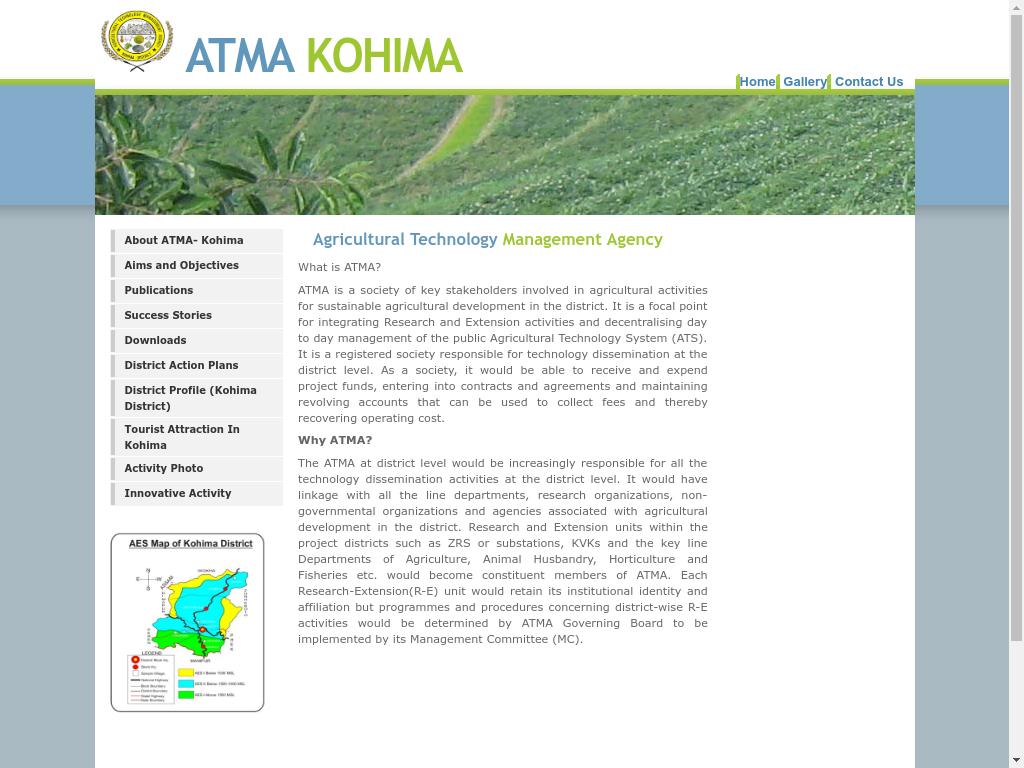 ATMA KOHIMA
Home Gallery Contact Us
About ATMA- Kohima
Aims and Objectives
Publications
Success Stories
Downloads
District Action Plans
District Profile (Kohima
District)
Tourist Attraction In
Kohima
Activity Photo
Innovative Activity
AES Map of Kohima District
N
E
W
S
ASSAM
MANIPUR
LEGEND
Agricultural Technology Management Agency
What is ATMA?
ATMA is a society of key stakeholders involved in agricultural activities
for sustainable agricultural development in the district. It is a focal point
for integrating Research and Extension activities and decentralising day
to day management of the public Agricultural Technology System (ATS).
It is a registered society responsible for technology dissemination at the
district level. As a society, it would be able to receive and expend
project funds, entering into contracts and agreements and maintaining
revolving accounts that can be used to collect fees and thereby
recovering operating cost.
Why ATMA?
The ATMA at district level would be increasingly responsible for all the
technology dissemination activities at the district level. It would have
linkage with all the line departments, research organizations, non-
governmental organizations and agencies associated with agricultural
development in the district. Research and Extension units within the
project districts such as ZRS or substations, KVKs and the key line
Departments of Agriculture, Animal Husbandry, Horticulture and
Fisheries etc. would become constituent members of ATMA. Each
Research-Extension(R-E) unit would retain its institutional identity and
affiliation but programmes and procedures concerning district-wise R-E
activities would be determined by ATMA Governing Board to be
implemented by its Management Committee (MC).